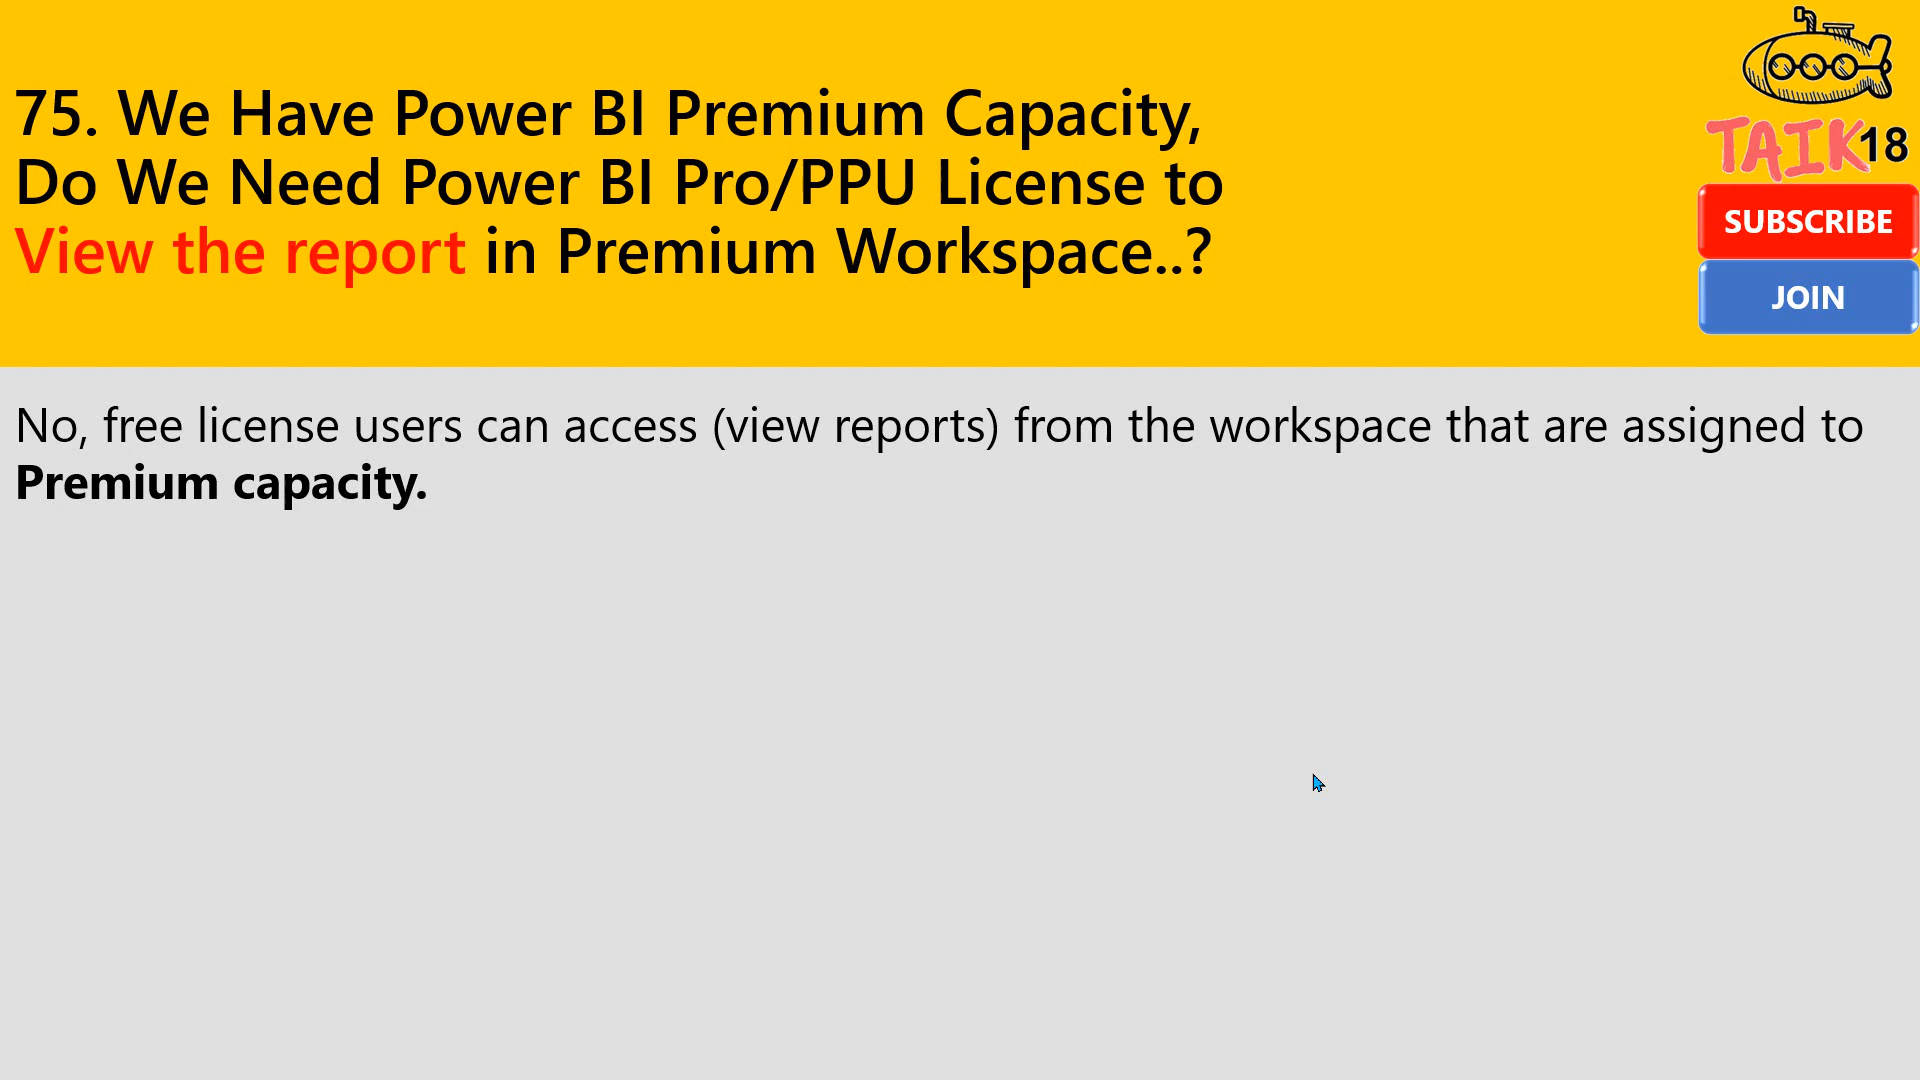 75. We Have Power BI Premium Capacity,
Do We Need Power BI Pro/PPU License to
View the report in Premium Workspace..?
TAIK18
SUBSCRIBE
JOIN
No, free license users can access (view reports) from the workspace that are assigned to
Premium capacity.